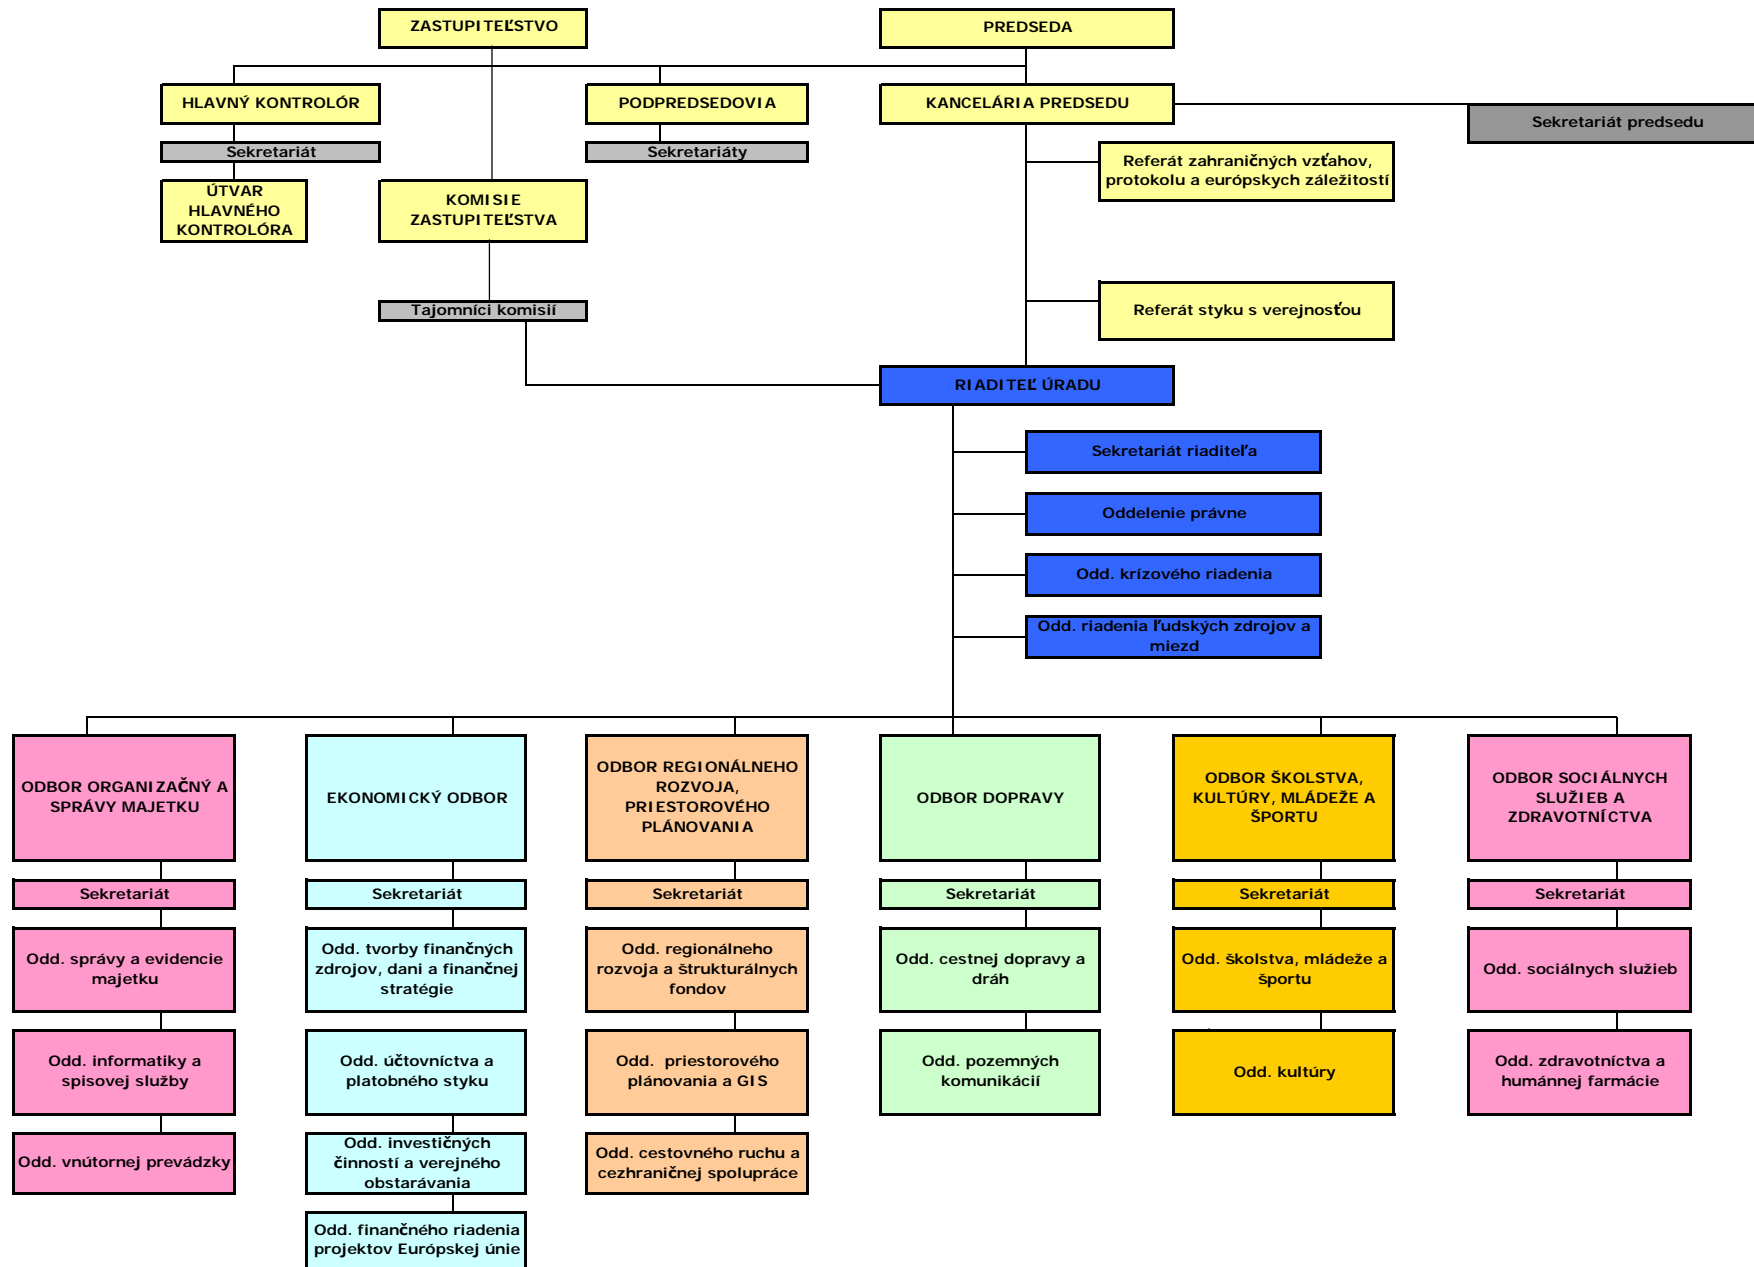 ZASTUPITEĽSTVO
PREDSEDA
HLAVNÝ KONTROLÓR
PODPREDSEDOVIA
KANCELÁRIA PREDSEDU
Sekretariát predsedu
Sekretariát
Sekretariáty
Referát zahraničných vzťahov,
protokolu a európskych záležitostí
ÚTVAR
HLAVNÉHO
KONTROLÓRA
KOMISIE
ZASTUPITEĽSTVA
Tajomníci komisií
Referát styku s verejnosťou
RIADITEĽ ÚRADU
Sekretariát riaditeľa
Oddelenie právne
Odd. krízového riadenia
Odd. riadenia ľudských zdrojov a
miezd
ODBOR ORGANIZAČNÝ A
SPRÁVY MAJETKU
EKONOMICKÝ ODBOR
ODBOR REGIONÁLNEHO
ROZVOJA,
PRIESTOROVÉHO
PLÁNOVANIA
ODBOR DOPRAVY
ODBOR ŠKOLSTVA,
KULTÚRY, MLÁDEŽE A
ŠPORTU
ODBOR SOCIÁLNYCH
SLUŽIEB A
ZDRAVOTNÍCTVA
Sekretariát
Sekretariát
Sekretariát
Sekretariát
Sekretariát
Sekretariát
Odd. správy a evidencie
majetku
Odd. tvorby finančných
zdrojov, dani a finančnej
stratégie
Odd. regionálneho
rozvoja a štrukturálnych
fondov
Odd. cestnej dopravy a
dráh
Odd. školstva, mládeže a
športu
Odd. sociálnych služieb
Odd. informatiky a
spisovej služby
Odd. účtovníctva a
platobného styku
Odd. priestorového
plánovania a GIS
Odd. pozemných
komunikácií
Odd. kultúry
Odd. zdravotníctva a
humánnej farmácie
Odd. vnútornej prevádzky
Odd. investičných
činností a verejného
obstarávania
Odd. cestovného ruchu a
cezhraničnej spolupráce
Odd. finančného riadenia
projektov Európskej únie